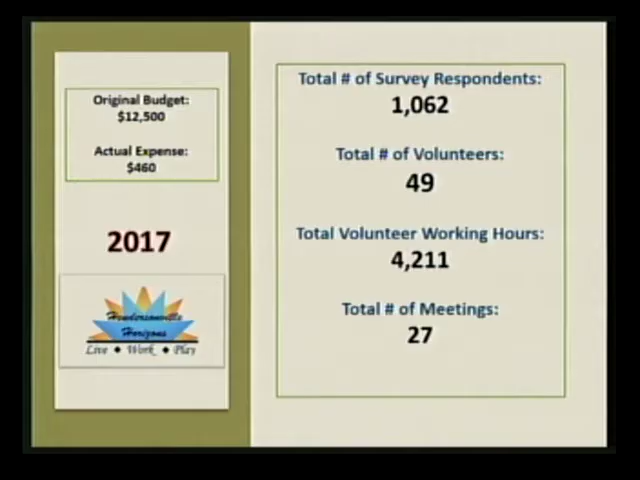 Original Budget:
$12,500
Actual Expense:
$460
2017
Hendersonville
Horizons
Live ◆ Work ◆ Play
Total # of Survey Respondents:
1,062
Total # of Volunteers:
49
Total Volunteer Working Hours:
4,211
Total # of Meetings:
27